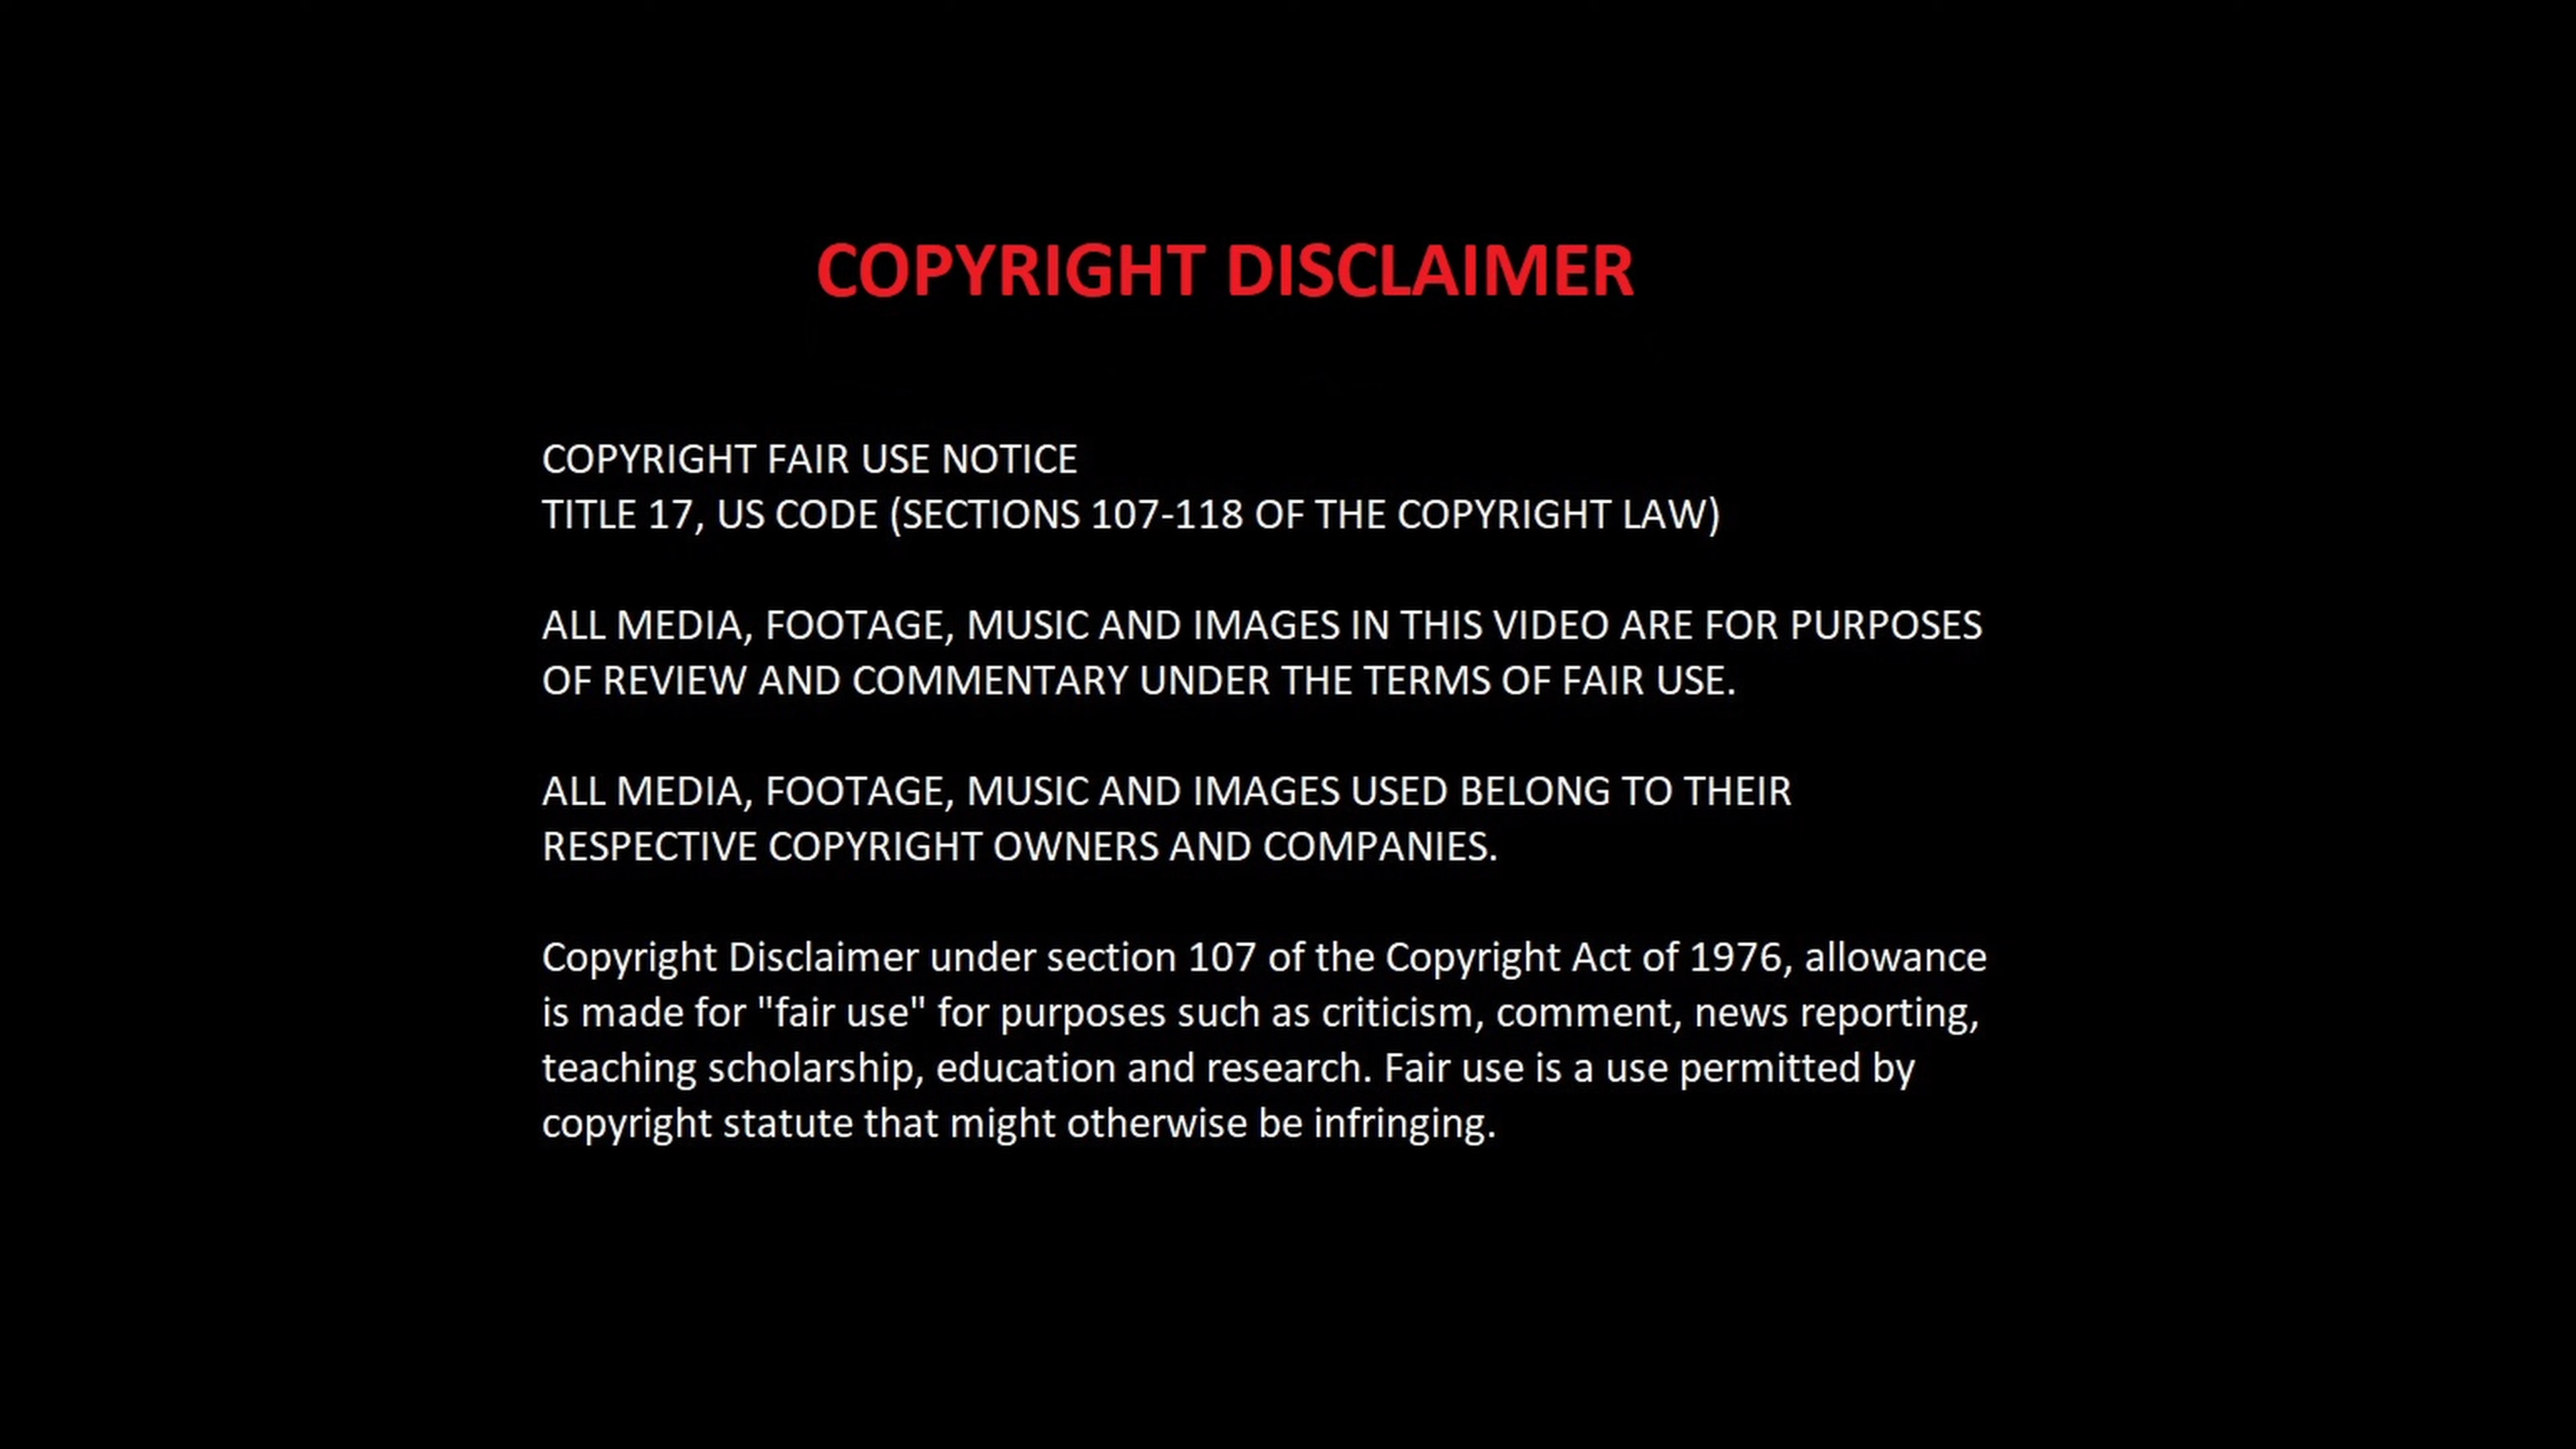 COPYRIGHT DISCLAIMER
COPYRIGHT FAIR USE NOTICE
TITLE 17, US CODE (SECTIONS 107-118 OF THE COPYRIGHT LAW)
ALL MEDIA, FOOTAGE, MUSIC AND IMAGES IN THIS VIDEO ARE FOR PURPOSES
OF REVIEW AND COMMENTARY UNDER THE TERMS OF FAIR USE.
ALL MEDIA, FOOTAGE, MUSIC AND IMAGES USED BELONG TO THEIR
RESPECTIVE COPYRIGHT OWNERS AND COMPANIES.
Copyright Disclaimer under section 107 of the Copyright Act of 1976, allowance
is made for "fair use" for purposes such as criticism, comment, news reporting,
teaching scholarship, education and research. Fair use is a use permitted by
copyright statute that might otherwise be infringing.